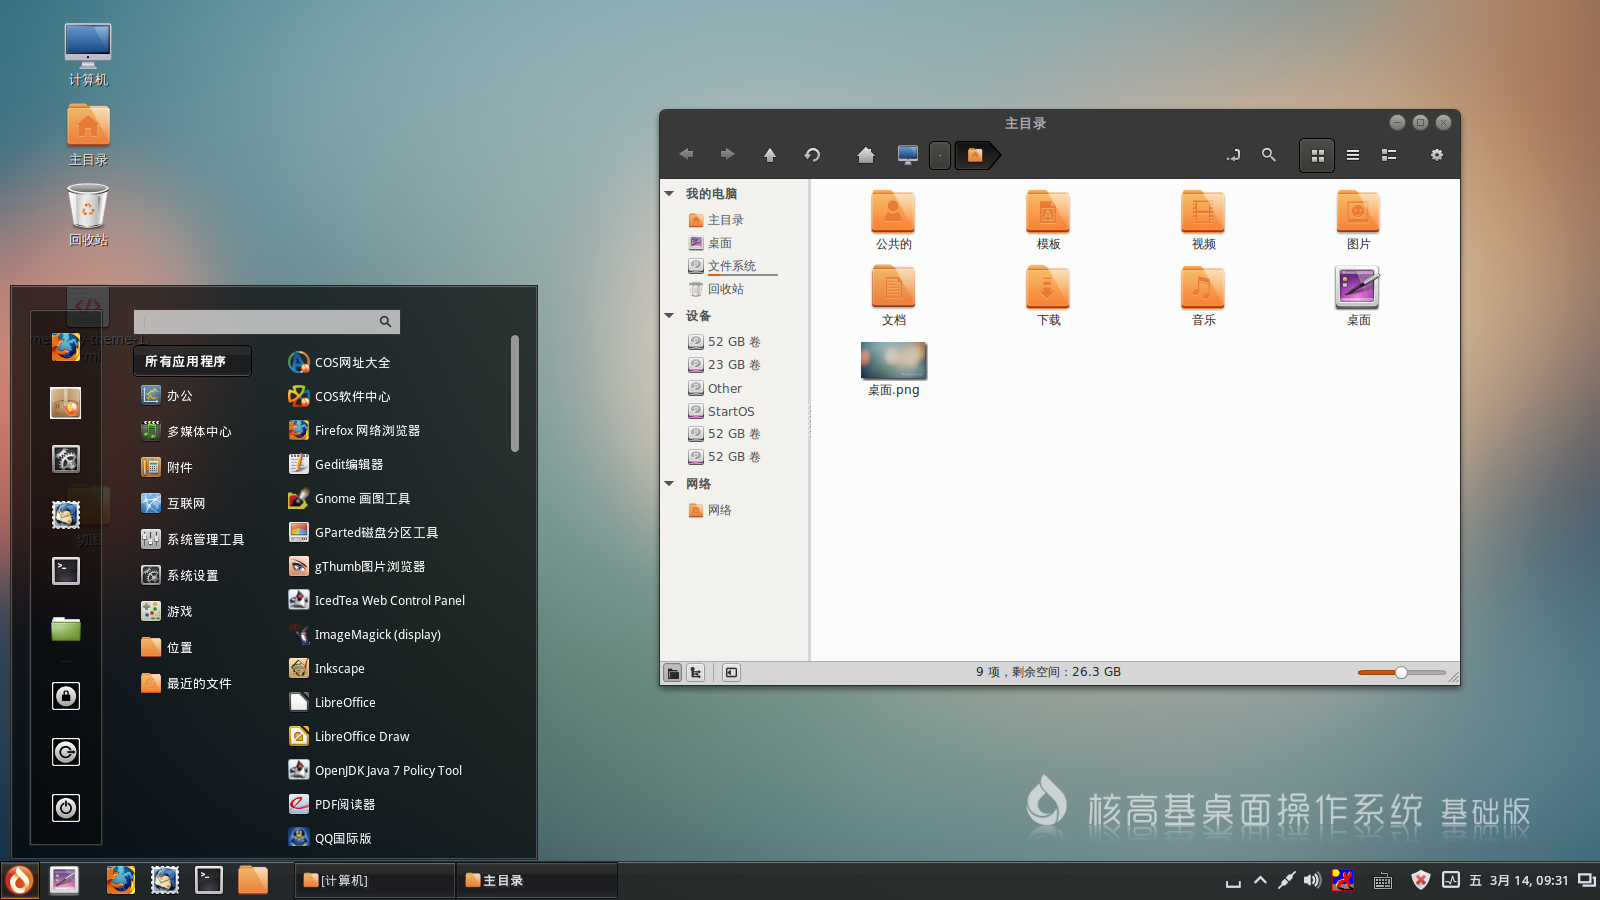 计算机
主目录
回收站
所有应用程序
办公
多媒体中心
附件
互联网
系统管理工具
系统设置
游戏
位置
最近的文件
COS网址大全
COS软件中心
Firefox 网络浏览器
Gedit编辑器
Gnome 画图工具
GParted磁盘分区工具
gThumb图片浏览器
IcedTea Web Control Panel
ImageMagick (display)
Inkscape
LibreOffice
LibreOffice Draw
OpenJDK Java 7 Policy Tool
PDF阅读器
QQ国际版
主目录
我的电脑
主目录
桌面
文件系统
回收站
设备
52 GB 卷
23 GB 卷
Other
StartOS
52 GB 卷
52 GB 卷
网络
网络
公共的
模板
视频
图片
文档
下载
音乐
桌面
桌面.png
9 项，剩余空间：26.3 GB
核高基桌面操作系统 基础版
[计算机]
主目录
五 3月 14, 09:31